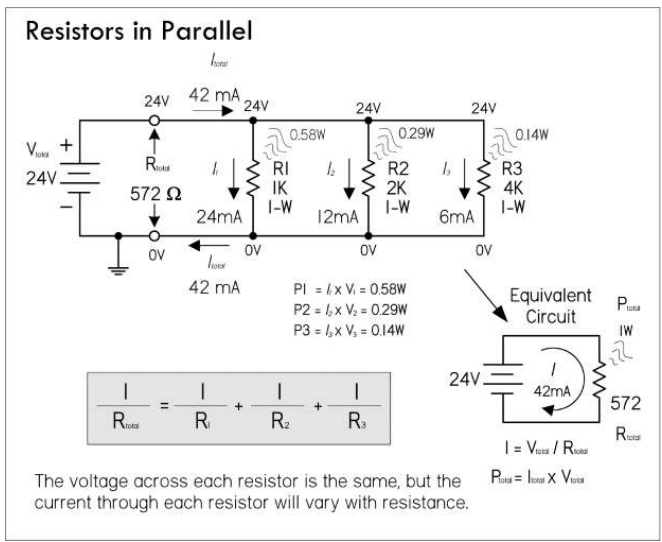 Resistors in Parallel
Itotal
42 mA
24V
24V
24V
24V
0.58W
0.29W
0.14W
Vtotal
+
24V
−
Rtotal
572 Ω
I1
R1
1K
1-W
24mA
I2
R2
2K
1-W
12mA
I3
R3
4K
1-W
6mA
0V
0V
0V
0V
Itotal
42 mA
P1 = I1 x V1 = 0.58W
P2 = I2 x V2 = 0.29W
P3 = I3 x V3 = 0.14W
Equivalent
Circuit
Ptotal
1W
24V
I
42mA
572
Rtotal
I = Vtotal / Rtotal
Ptotal = Itotal X Vtotal
1 / Rtotal = 1 / R1 + 1 / R2 + 1 / R3
The voltage across each resistor is the same, but the
current through each resistor will vary with resistance.